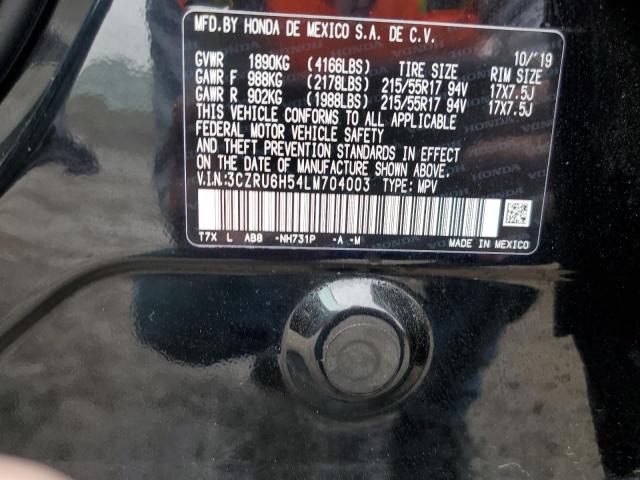 MFD.BY HONDA DE MEXICO S.A. DE C.V.
10/'19
GVWR 1890KG (4166LBS) TIRE SIZE RIM SIZE
GAWR F 988KG (2178LBS) 215/55R17 94V 17X7.5J
GAWR R 902KG (1988LBS) 215/55R17 94V 17X7.5J
THIS VEHICLE CONFORMS TO ALL APPLICABLE
FEDERAL MOTOR VEHICLE SAFETY
AND THEFT PREVENTION STANDARDS IN EFFECT
ON THE DATE OF MANUFACTURE SHOWN ABOVE.
V.I.N.:3CZRU6H54LM704003 TYPE: MPV
T7X L AB8 -NH731P -A -M
MADE IN MEXICO